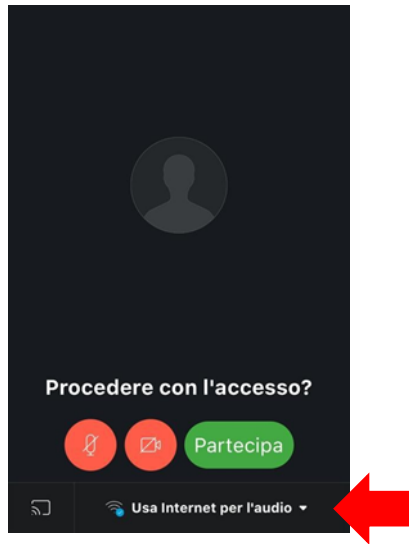 Procedere con l'accesso?
Partecipa
Usa Internet per l'audio